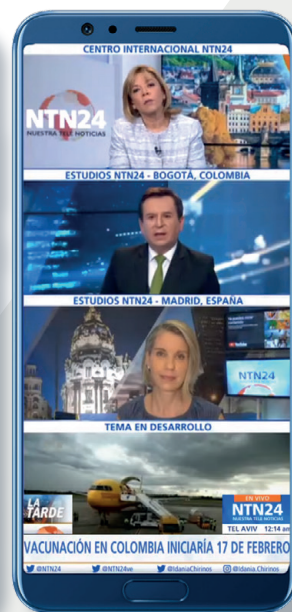 CENTRO INTERNACIONAL NTN24
NTN24
NUESTRA TELE NOTICIAS
ESTUDIOS NTN24 - BOGOTÁ, COLOMBIA
ESTUDIOS NTN24 - MADRID, ESPAÑA
NTN24
TEMA EN DESARROLLO
LA
TARDE
EN VIVO
NTN24
NUESTRA TELE NOTICIAS
TEL AVIV 12:14 am
VACUNACIÓN EN COLOMBIA INICIARÍA 17 DE FEBRERO
@NTN24 @NTN24ve @IdaniaChirinos @Idania.Chirinos